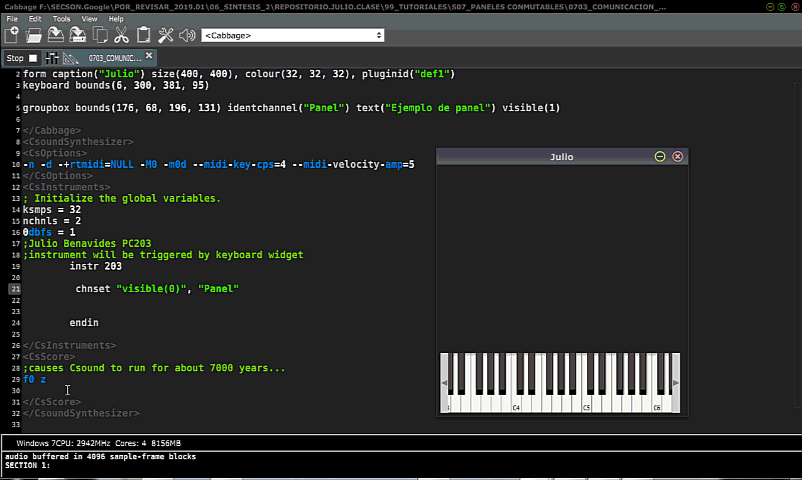 Cabbage F:\SECSON.Google\POR_REVISAR_2019.01\06_SINTESIS_2\REPOSITORIO.JULIO.CLASE\99_TUTORIALES\S07_PANELES CONMUTABLES\0703_COMUNICACION_...
File Edit Tools View Help
<Cabbage>
Stop 0703_COMUNIC...
2 form caption("Julio") size(400, 400), colour(32, 32, 32), pluginid("def1")
3 keyboard bounds(6, 300, 381, 95)
4
5 groupbox bounds(176, 68, 196, 131) identchannel("Panel") text("Ejemplo de panel") visible(1)
6
7 </Cabbage>
8 <CsoundSynthesizer>
9 <CsOptions>
10 -n -d -+rtmidi=NULL -M0 -m0d --midi-key-cps=4 --midi-velocity-amp=5
11 </CsOptions>
12 <CsInstruments>
13 ; Initialize the global variables.
14 ksmps = 32
15 nchnls = 2
16 0dbfs = 1
17 ;Julio Benavides PC203
18 ;instrument will be triggered by keyboard widget
19 instr 203
20
21 chnset "visible(0)", "Panel"
22
23
24 endin
25
26 </CsInstruments>
27 <CsScore>
28 ;causes Csound to run for about 7000 years...
29 f0 z
30
31 </CsScore>
32 </CsoundSynthesizer>
33
Julio
C4 C5 C6
Windows 7CPU: 2942MHz Cores: 4 8156MB
audio buffered in 4096 sample-frame blocks
SECTION 1: